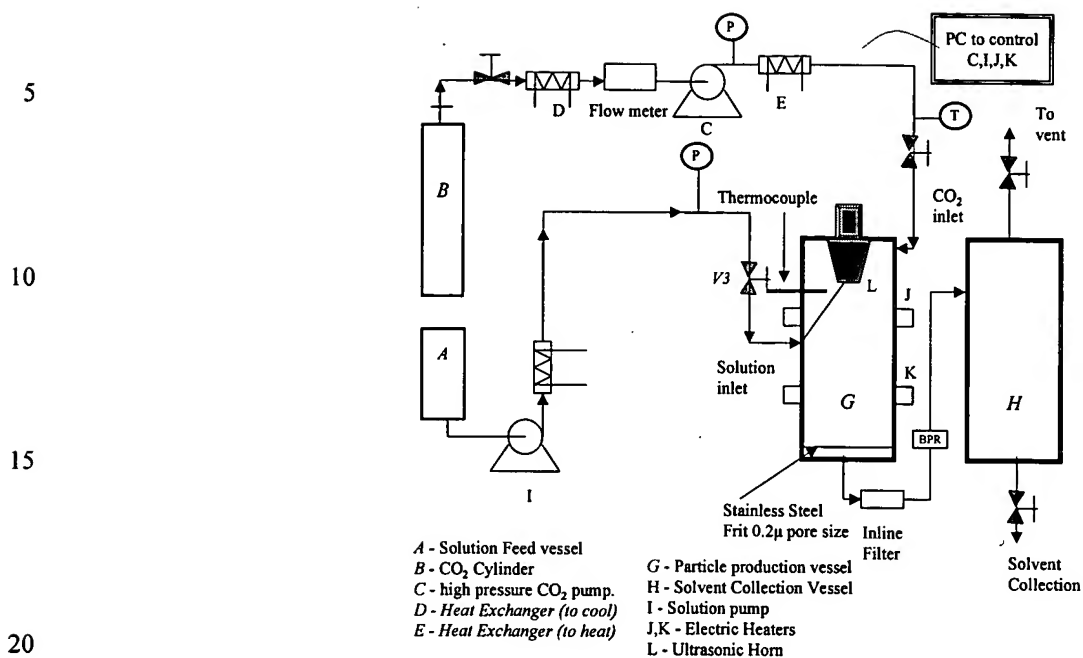 PC to control
C,I,J,K
P
5
D
Flow meter
C
E
T
To
vent
P
B
Thermocouple
CO₂
inlet
10
V3
L
J
A
Solution
inlet
K
G
H
BPR
15
I
Stainless Steel
Frit 0.2μ pore size
Inline
Filter
Solvent
Collection
A - Solution Feed vessel
B - CO₂ Cylinder
C - high pressure CO₂ pump.
D - Heat Exchanger (to cool)
E - Heat Exchanger (to heat)
G - Particle production vessel
H - Solvent Collection Vessel
I - Solution pump
J,K - Electric Heaters
L - Ultrasonic Horn
20